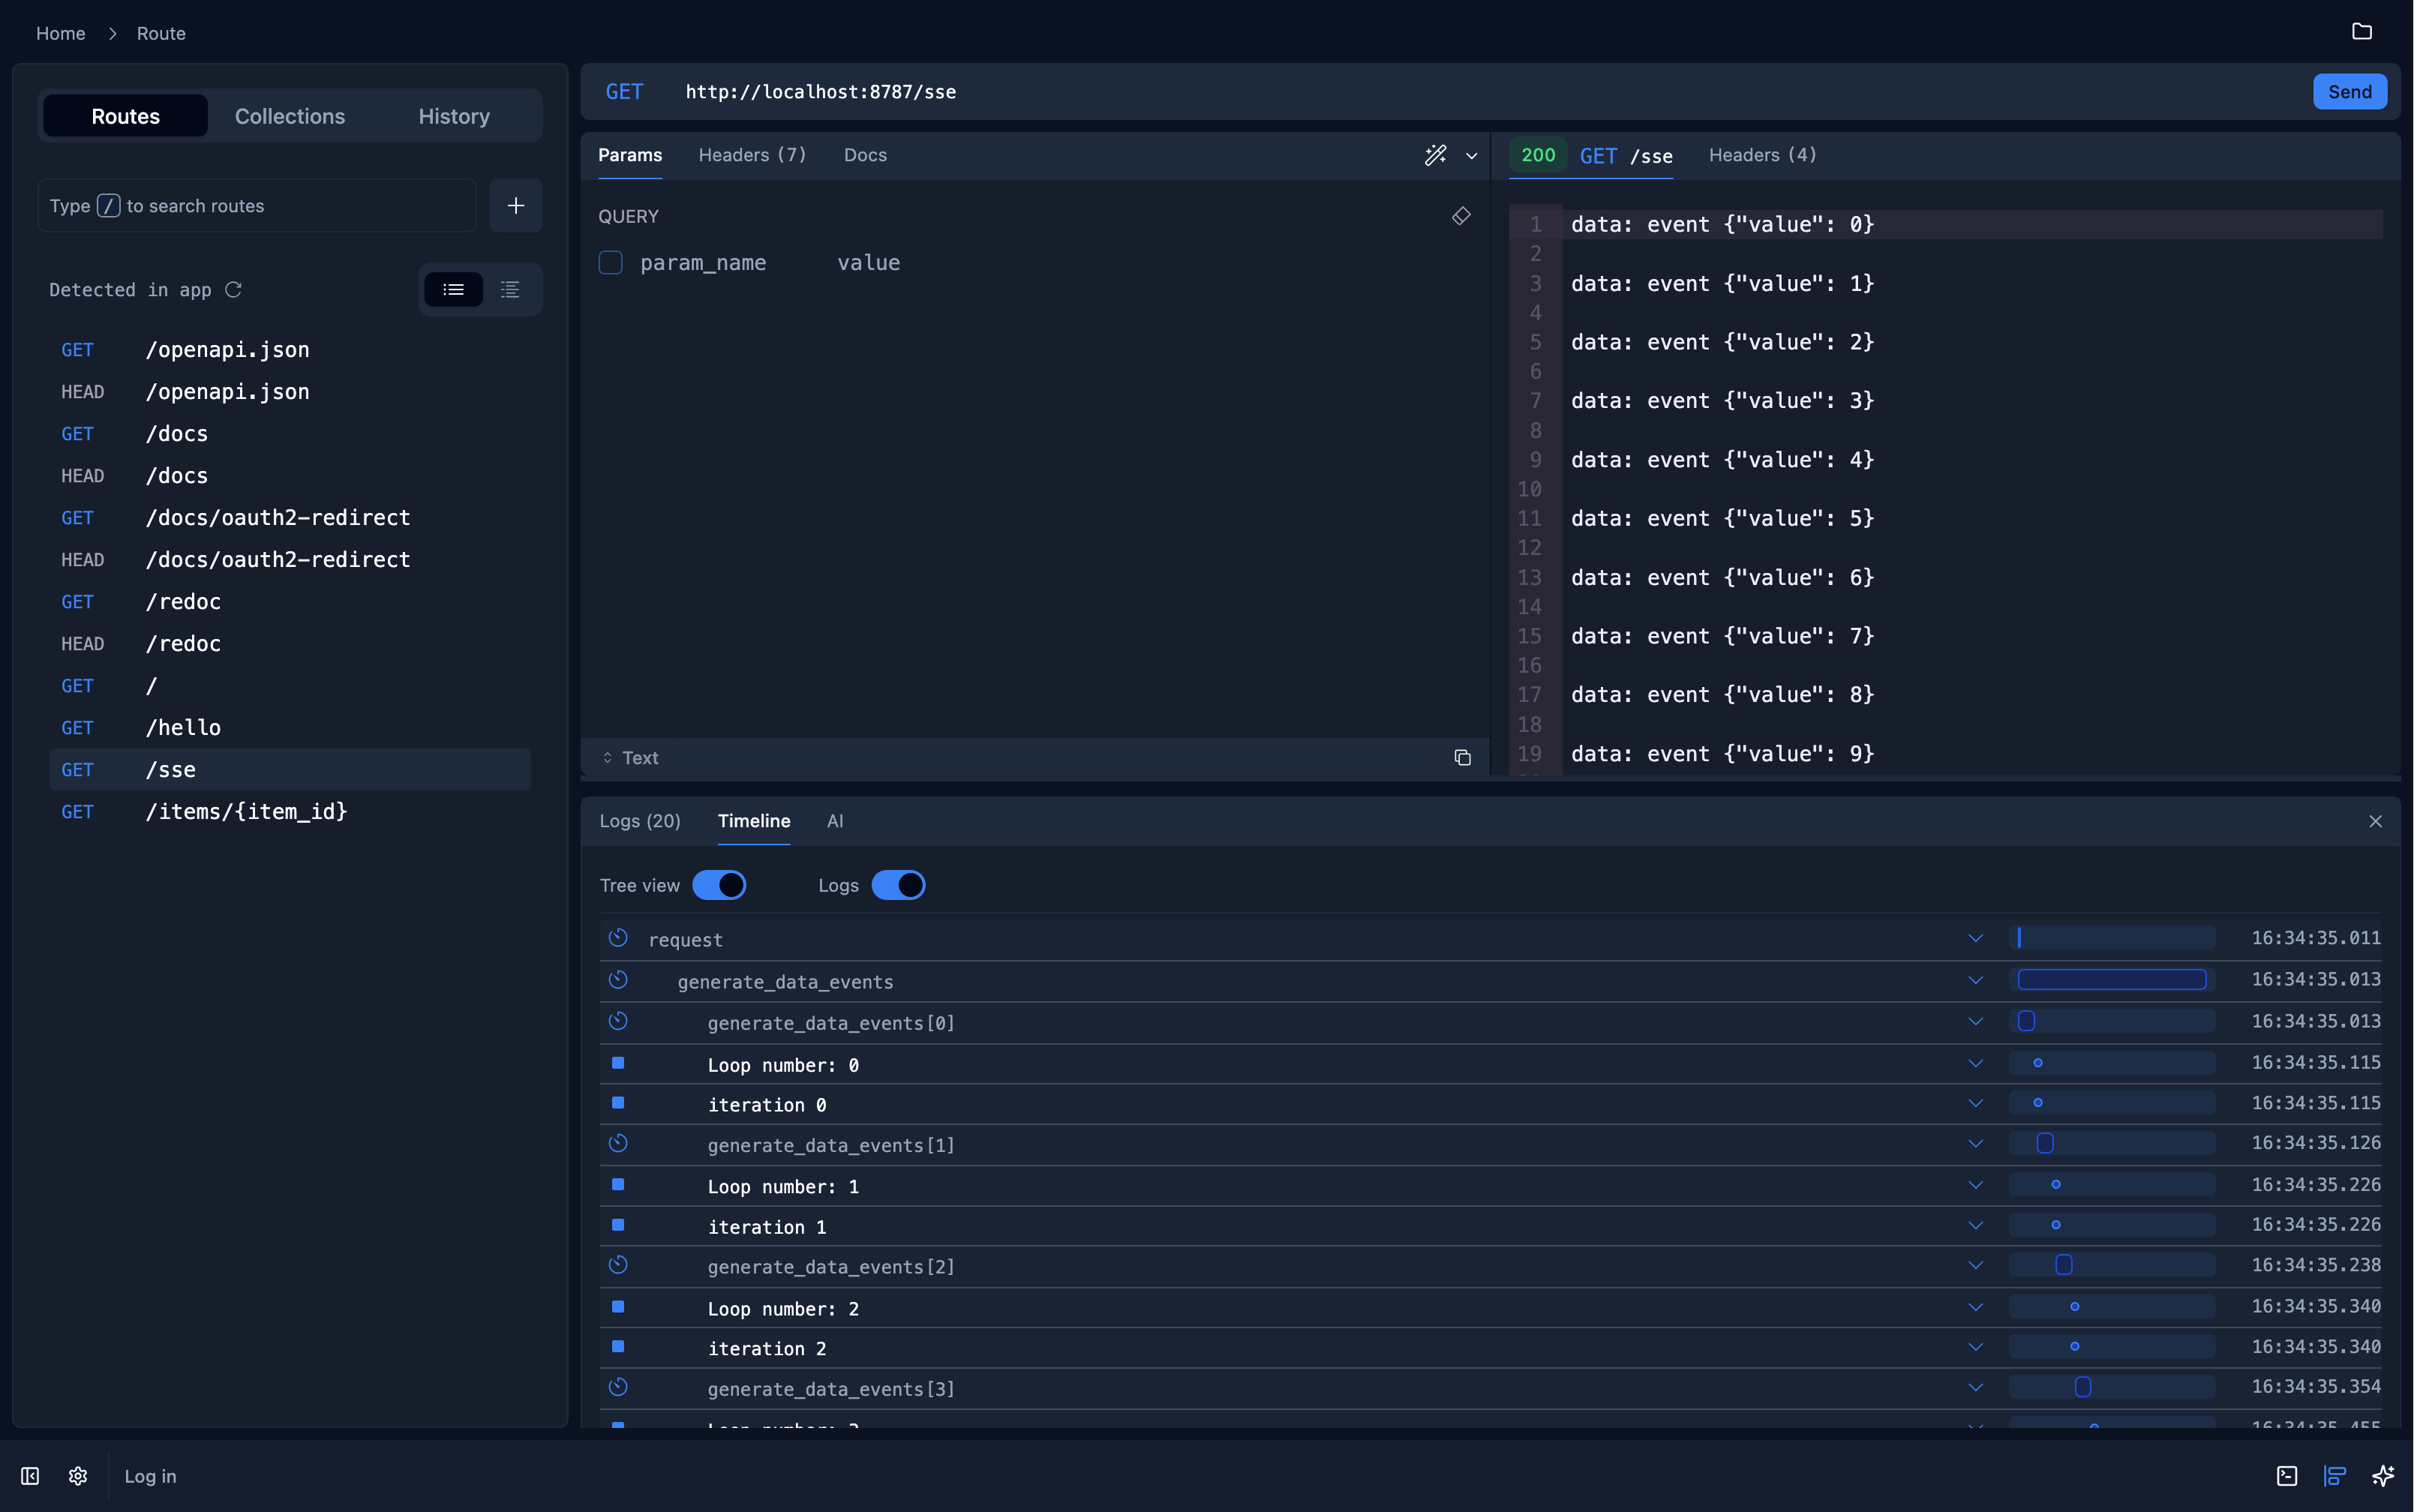 Home > Route
Routes Collections History
Type / to search routes
Detected in app
GET /openapi.json
HEAD /openapi.json
GET /docs
HEAD /docs
GET /docs/oauth2-redirect
HEAD /docs/oauth2-redirect
GET /redoc
HEAD /redoc
GET /
GET /hello
GET /sse
GET /items/{item_id}
GET http://localhost:8787/sse Send
Params Headers (7) Docs
QUERY
param_name value
Text
200 GET /sse Headers (4)
1 data: event {"value": 0}
2
3 data: event {"value": 1}
4
5 data: event {"value": 2}
6
7 data: event {"value": 3}
8
9 data: event {"value": 4}
10
11 data: event {"value": 5}
12
13 data: event {"value": 6}
14
15 data: event {"value": 7}
16
17 data: event {"value": 8}
18
19 data: event {"value": 9}
Logs (20) Timeline AI
Tree view Logs
request 16:34:35.011
generate_data_events 16:34:35.013
generate_data_events[0] 16:34:35.013
Loop number: 0 16:34:35.115
iteration 0 16:34:35.115
generate_data_events[1] 16:34:35.126
Loop number: 1 16:34:35.226
iteration 1 16:34:35.226
generate_data_events[2] 16:34:35.238
Loop number: 2 16:34:35.340
iteration 2 16:34:35.340
generate_data_events[3] 16:34:35.354
Loop number: 3 16:34:35.455
Log in